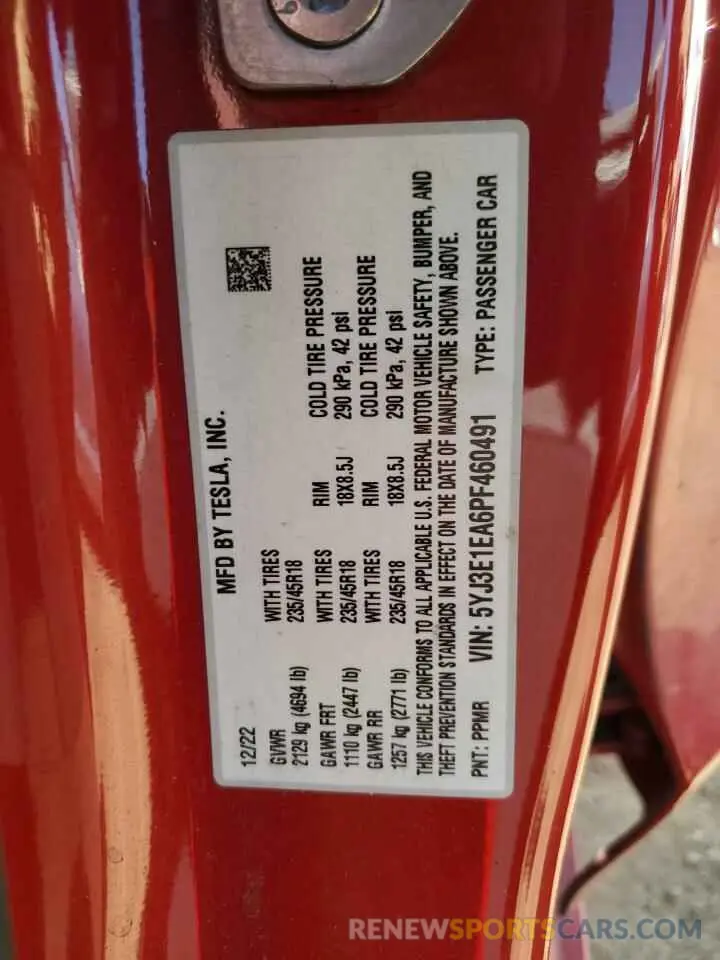 MFD BY TESLA, INC.
12/22
GVWR WITH TIRES
2129 kg (4694 lb) 235/45R18
GAWR FRT WITH TIRES RIM COLD TIRE PRESSURE
1110 kg (2447 lb) 235/45R18 18X8.5J 290 kPa, 42 psi
GAWR RR WITH TIRES RIM COLD TIRE PRESSURE
1257 kg (2771 lb) 235/45R18 18X8.5J 290 kPa, 42 psi
THIS VEHICLE CONFORMS TO ALL APPLICABLE U.S. FEDERAL MOTOR VEHICLE SAFETY, BUMPER, AND
THEFT PREVENTION STANDARDS IN EFFECT ON THE DATE OF MANUFACTURE SHOWN ABOVE.
PNT: PPMR VIN: 5YJ3E1EA6PF460491 TYPE: PASSENGER CAR
RENEWSPORTSCARS.COM